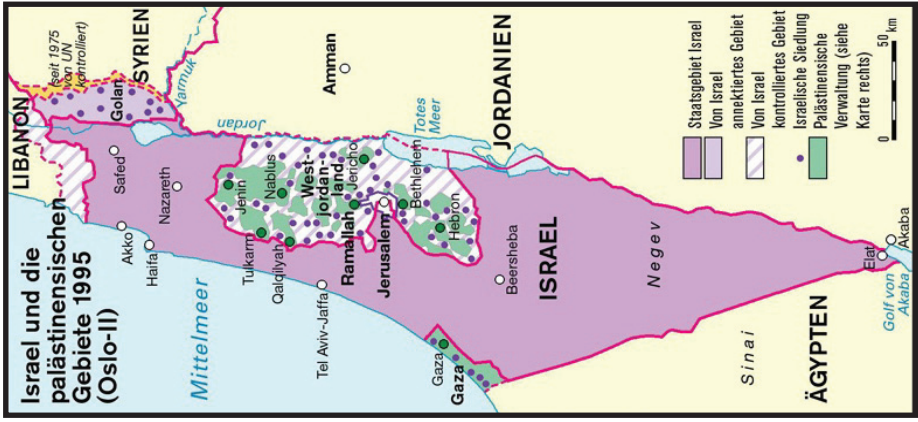 Israel und die
palästinensischen
Gebiete 1995
(Oslo-II)
LIBANON
(seit 1975
von UN
kontrolliert)
SYRIEN
Golan
Yarmuk
Safed
Akko
Haifa
Nazareth
Mittelmeer
Jordan
Amman
Jenin
Tulkarm
Nablus
Qalqilyah
West-
jordan-
land
Tel Aviv-Jaffa
Ramallah
Jericho
Jerusalem
Bethlehem
Totes
Meer
Hebron
Gaza
Gaza
Beersheba
JORDANIEN
ISRAEL
Negev
Sinai
ÄGYPTEN
Elat
Akaba
Golf von
Akaba
Staatsgebiet Israel
Von Israel
annektiertes Gebiet
Von Israel
kontrolliertes Gebiet
Israelische Siedlung
Palästinensische
Verwaltung (siehe
Karte rechts)
0
50 km